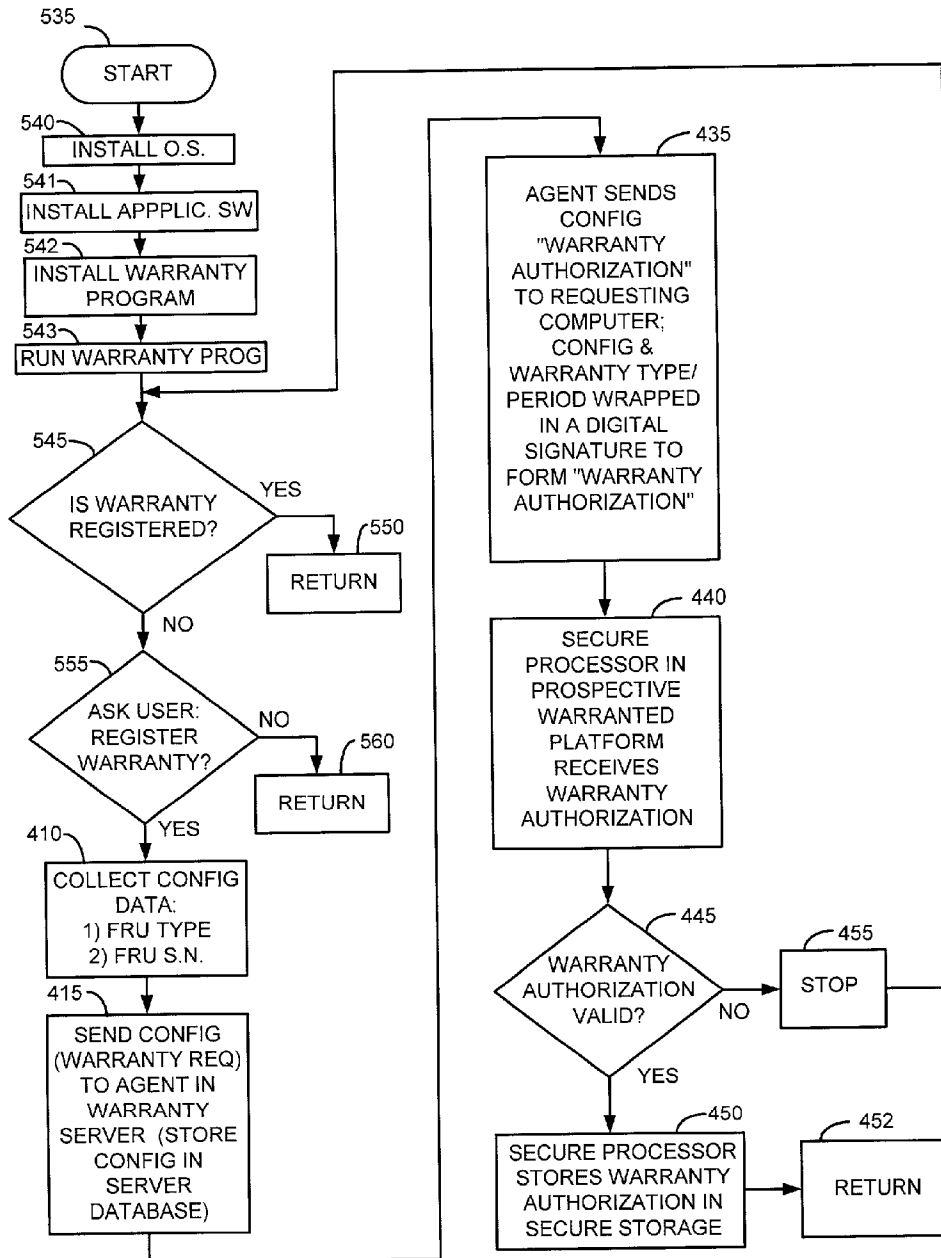 535
START
540
INSTALL O.S.
541
INSTALL APPPLIC. SW
542
INSTALL WARRANTY
PROGRAM
543
RUN WARRANTY PROG
545
IS WARRANTY
REGISTERED?
YES
550
RETURN
NO
555
ASK USER:
REGISTER
WARRANTY?
NO
560
RETURN
YES
410
COLLECT CONFIG
DATA:
1) FRU TYPE
2) FRU S.N.
415
SEND CONFIG
(WARRANTY REQ)
TO AGENT IN
WARRANTY
SERVER (STORE
CONFIG IN
SERVER
DATABASE)
435
AGENT SENDS
CONFIG
"WARRANTY
AUTHORIZATION"
TO REQUESTING
COMPUTER;
CONFIG &
WARRANTY TYPE/
PERIOD WRAPPED
IN A DIGITAL
SIGNATURE TO
FORM "WARRANTY
AUTHORIZATION"
440
SECURE
PROCESSOR IN
PROSPECTIVE
WARRANTED
PLATFORM
RECEIVES
WARRANTY
AUTHORIZATION
445
WARRANTY
AUTHORIZATION
VALID?
NO
455
STOP
YES
450
SECURE PROCESSOR
STORES WARRANTY
AUTHORIZATION IN
SECURE STORAGE
452
RETURN